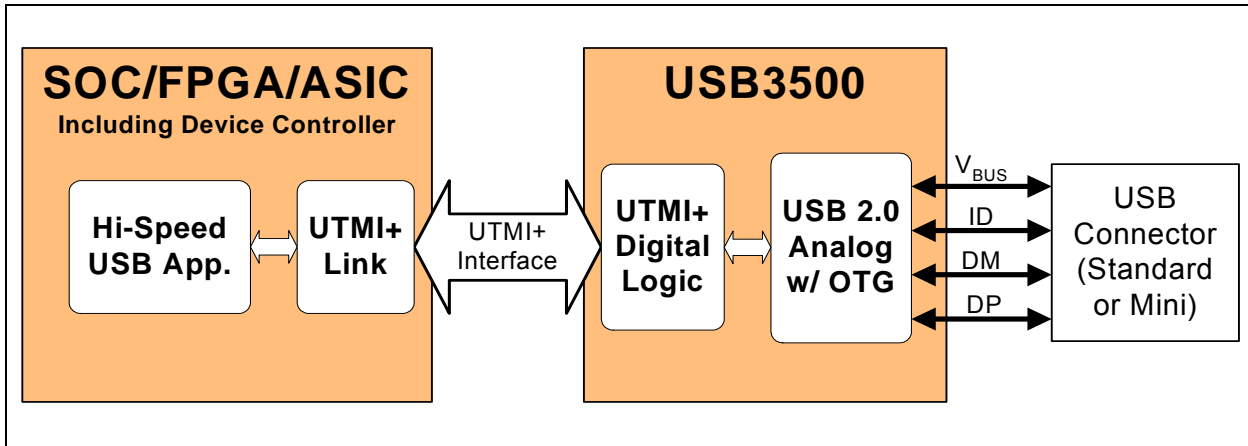 SOC/FPGA/ASIC
Including Device Controller
Hi-Speed
USB App.
UTMI+
Link
UTMI+
Interface
USB3500
UTMI+
Digital
Logic
USB 2.0
Analog
w/ OTG
VBUS
ID
DM
DP
USB
Connector
(Standard
or Mini)